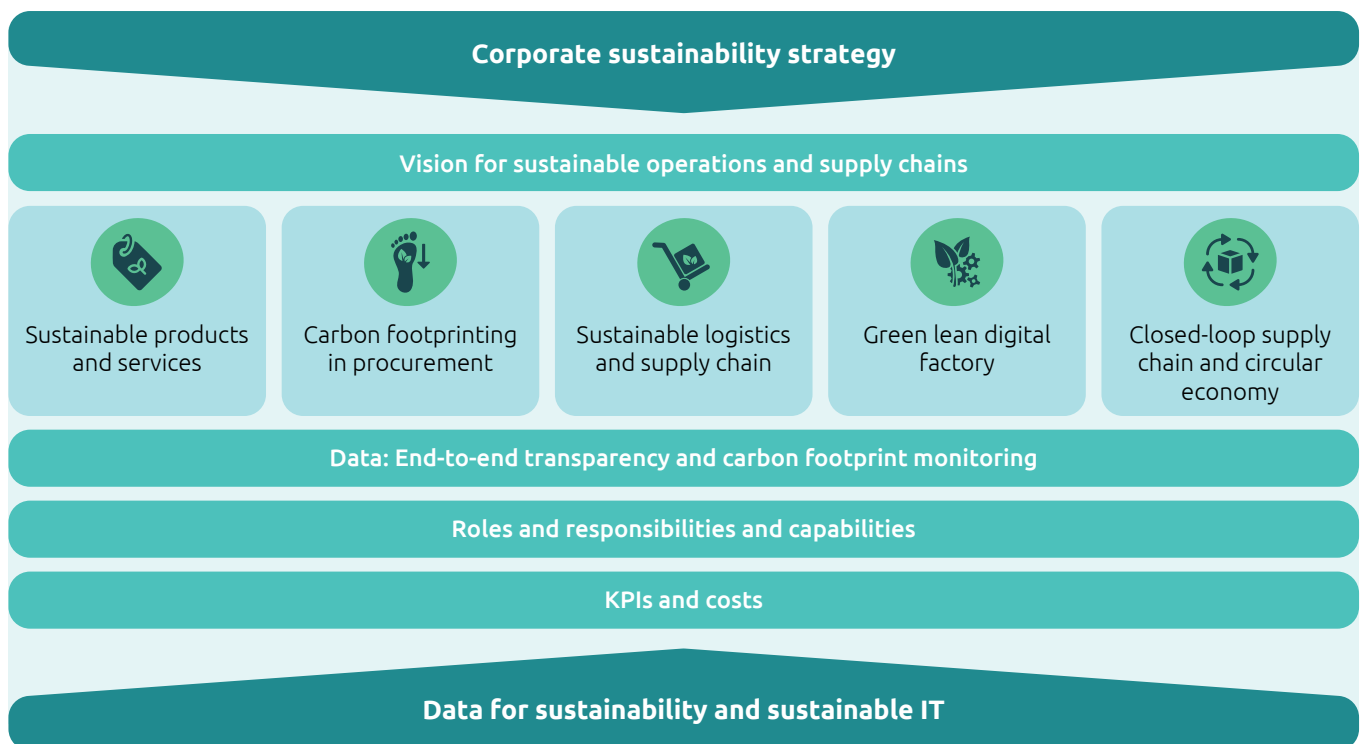 Corporate sustainability strategy
Vision for sustainable operations and supply chains
Sustainable products
and services
Carbon footprinting
in procurement
Sustainable logistics
and supply chain
Green lean digital
factory
Closed-loop supply
chain and circular
economy
Data: End-to-end transparency and carbon footprint monitoring
Roles and responsibilities and capabilities
KPIs and costs
Data for sustainability and sustainable IT